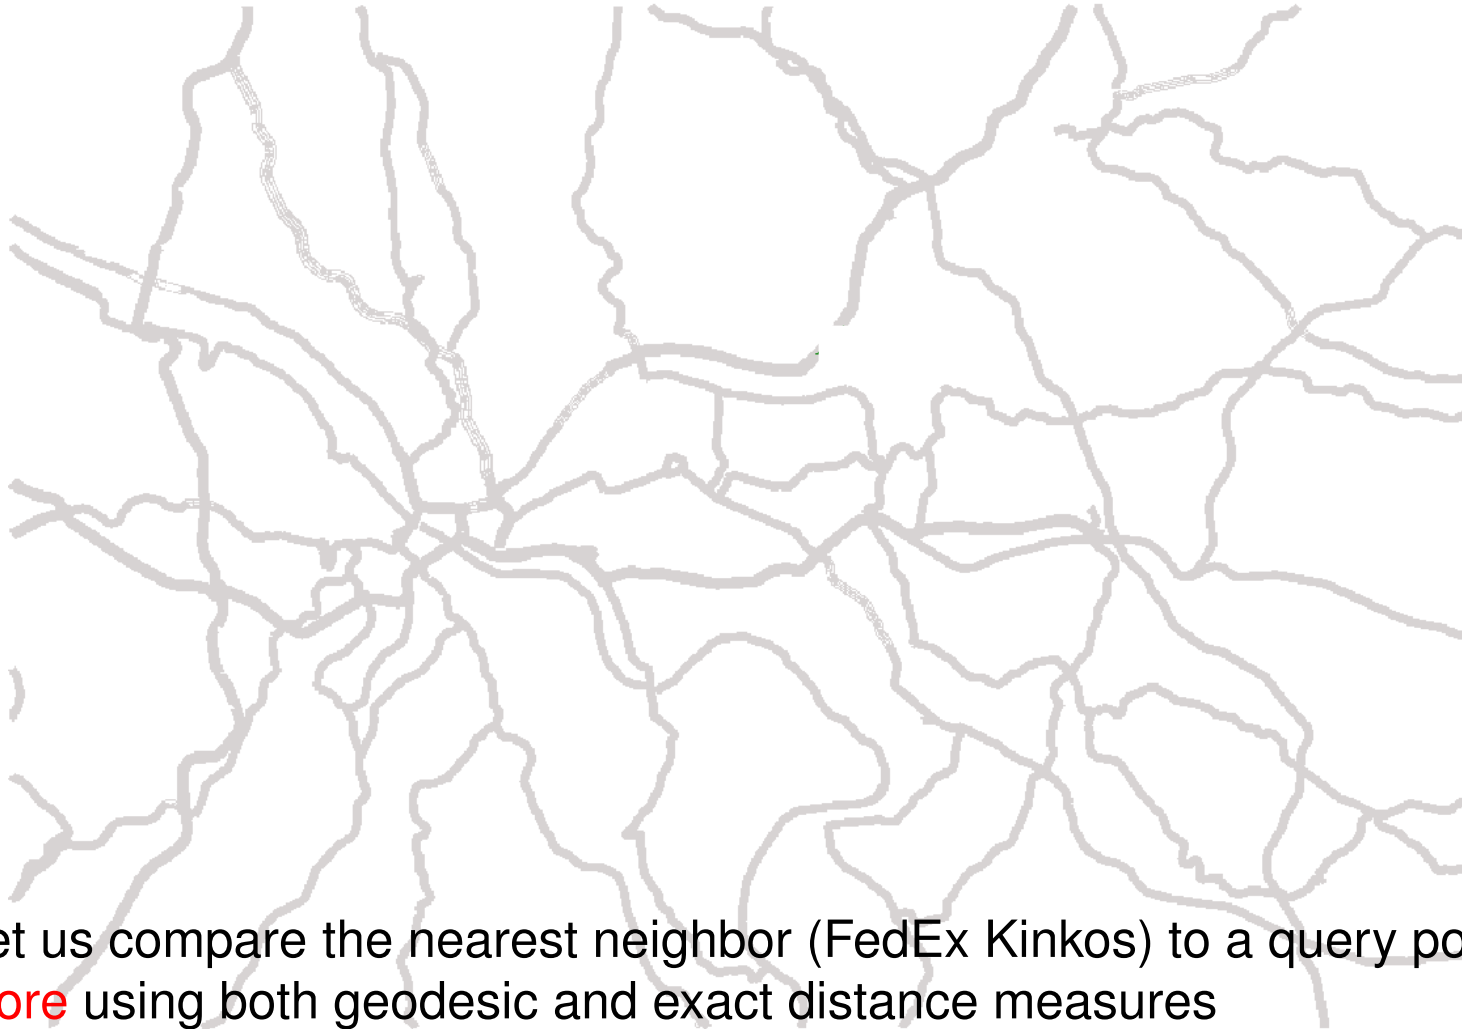 et us compare the nearest neighbor (FedEx Kinkos) to a query po
ore using both geodesic and exact distance measures